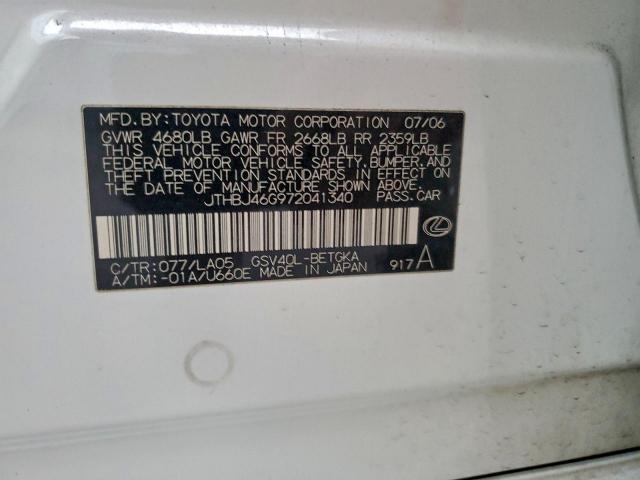 MFD.BY:TOYOTA MOTOR CORPORATION 07/06
GVWR 4680LB GAWR FR 2668LB RR 2359LB
THIS VEHICLE CONFORMS TO ALL APPLICABLE
FEDERAL MOTOR VEHICLE SAFETY,BUMPER,AND
THEFT PREVENTION STANDARDS IN EFFECT ON
THE DATE OF MANUFACTURE SHOWN ABOVE.
JTHBJ46G972041340 PASS.CAR
C/TR:077/LA05 GSV40L-BETGKA
A/TM:-01A/U660E MADE IN JAPAN 917A